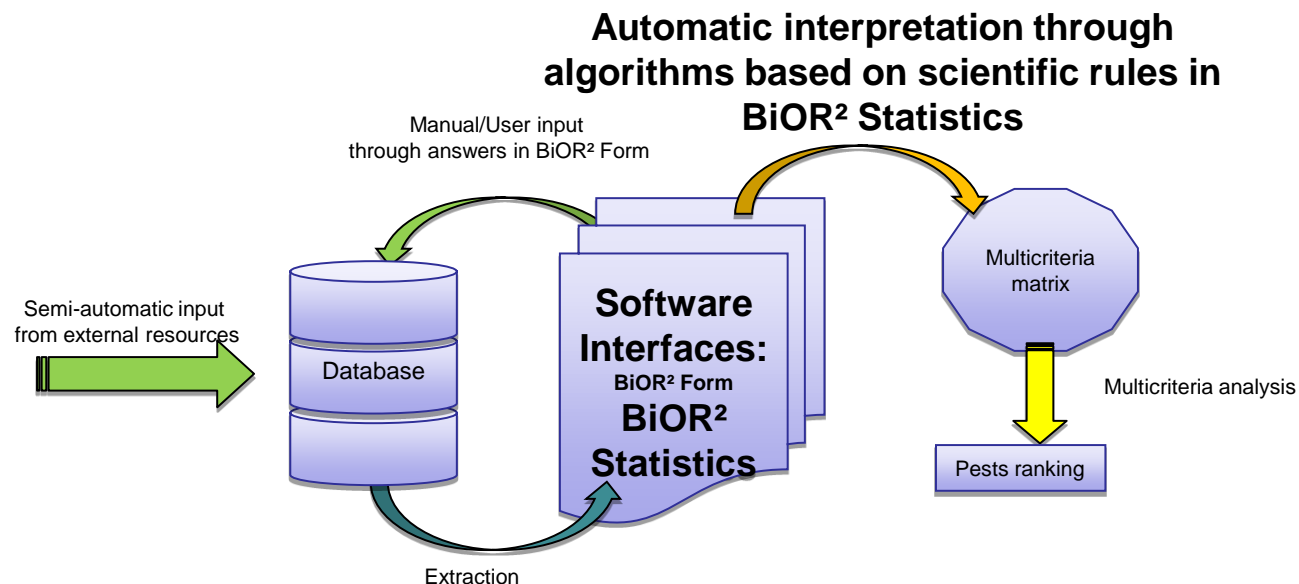 Automatic interpretation through
algorithms based on scientific rules in
BiOR² Statistics
Manual/User input
through answers in BiOR² Form
Semi-automatic input
from external resources
Database
Software
Interfaces:
BiOR² Form
BiOR²
Statistics
Multicriteria
matrix
Multicriteria analysis
Pests ranking
Extraction